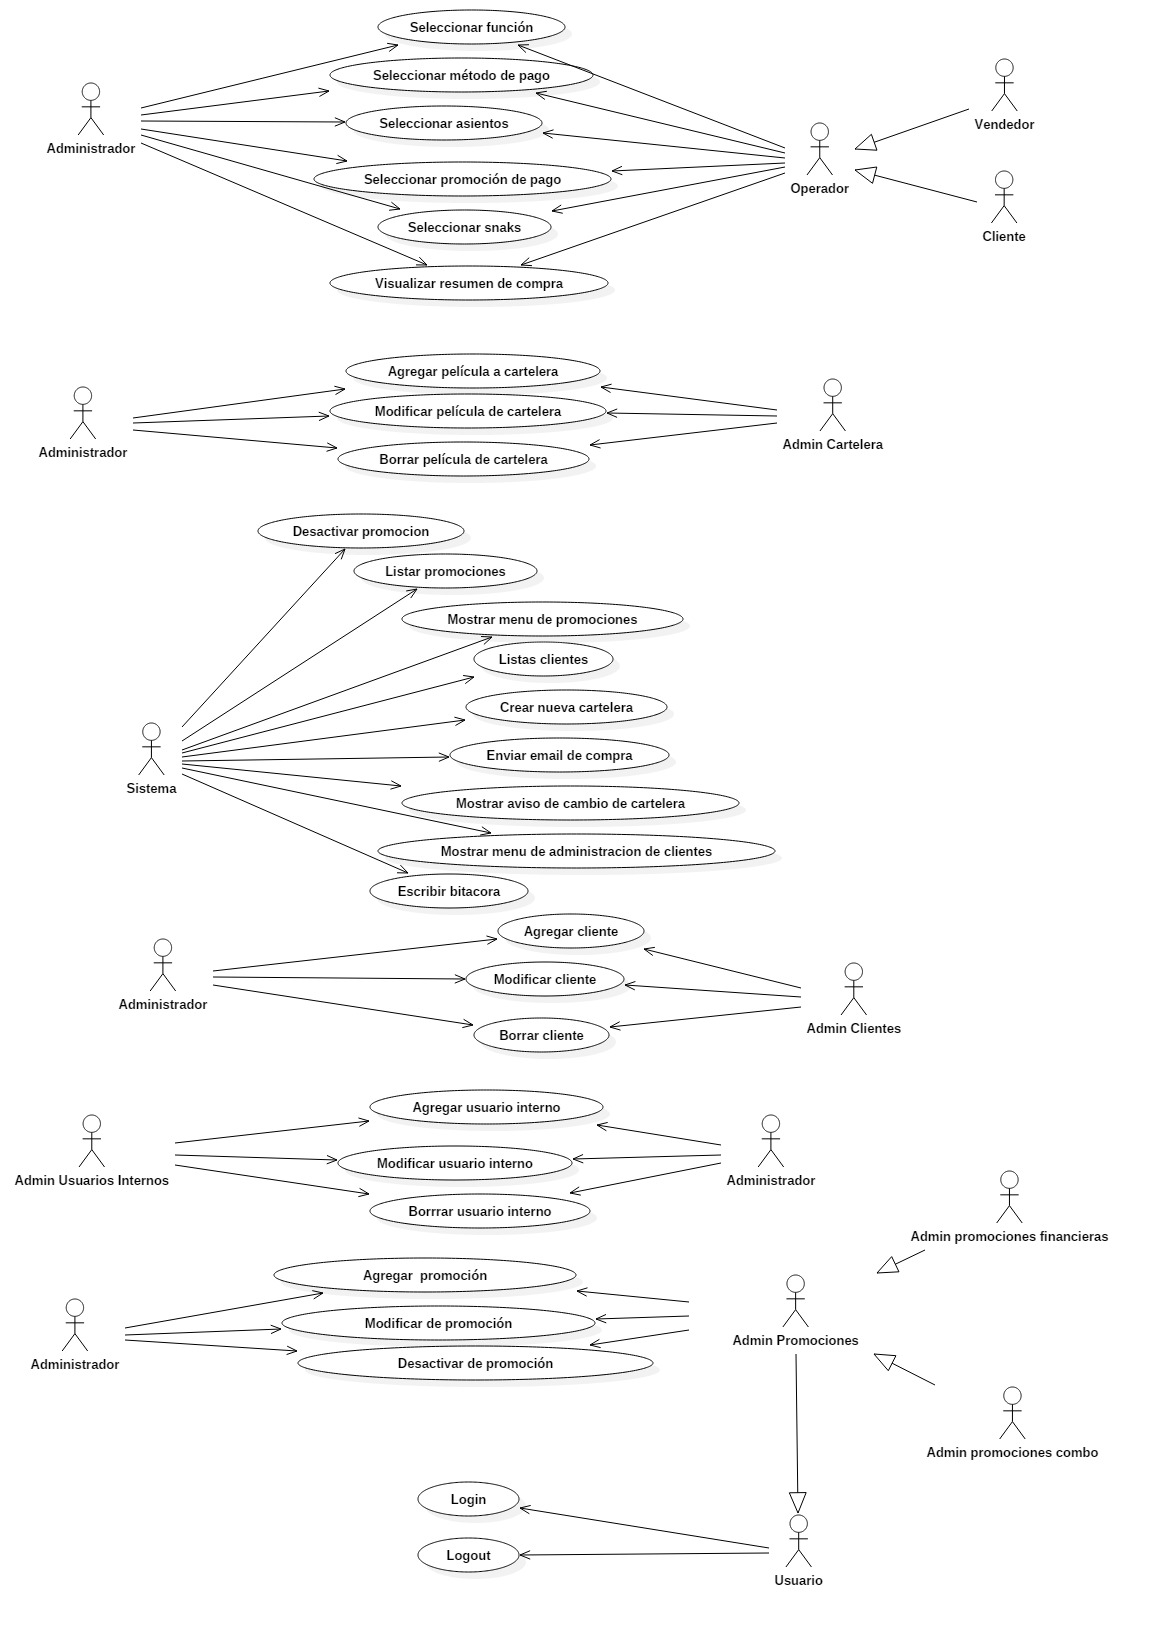 Seleccionar función
Seleccionar método de pago
Vendedor
Administrador
Seleccionar asientos
Seleccionar promoción de pago
Operador
Seleccionar snaks
Cliente
Visualizar resumen de compra
Agregar película a cartelera
Modificar película de cartelera
Admin Cartelera
Administrador
Borrar película de cartelera
Desactivar promocion
Listar promociones
Mostrar menu de promociones
Listas clientes
Crear nueva cartelera
Enviar email de compra
Sistema
Mostrar aviso de cambio de cartelera
Mostrar menu de administracion de clientes
Escribir bitacora
Agregar cliente
Modificar cliente
Administrador
Admin Clientes
Borrar cliente
Agregar usuario interno
Modificar usuario interno
Admin Usuarios Internos
Administrador
Borrrar usuario interno
Admin promociones financieras
Agregar  promoción
Modificar de promoción
Admin Promociones
Administrador
Desactivar de promoción
Admin promociones combo
Login
Logout
Usuario